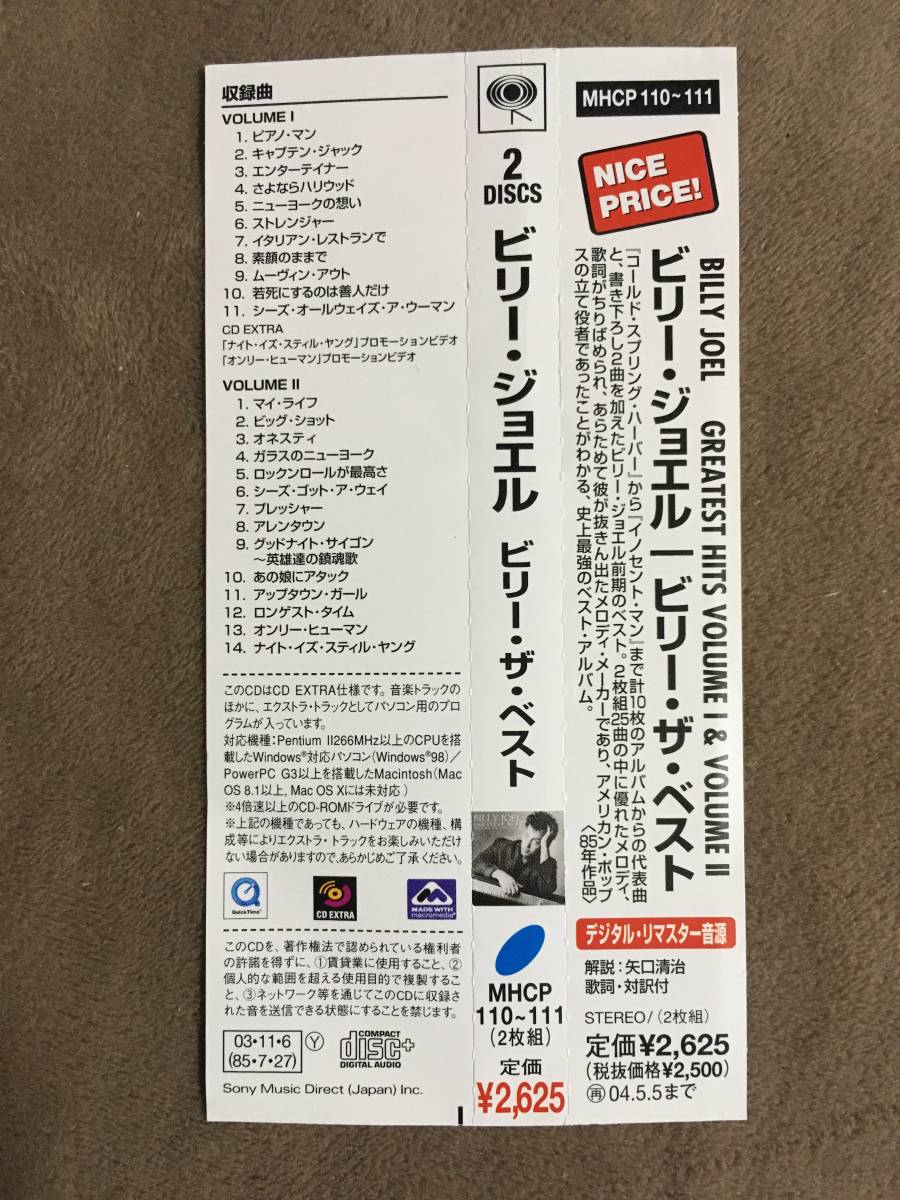 収録曲
VOLUME I
1. ピアノ・マン
2. キャプテン・ジャック
3. エンターテイナー
4. さよならハリウッド
5. ニューヨークの想い
6. ストレンジャー
7. イタリアン・レストランで
8. 素顔のままで
9. ムーヴィン・アウト
10. 若死にするのは善人だけ
11. シーズ・オールウェイズ・ア・ウーマン
CD EXTRA
「ナイト・イズ・スティル・ヤング」プロモーションビデオ
「オンリー・ヒューマン」プロモーションビデオ
VOLUME II
1. マイ・ライフ
2. ビッグ・ショット
3. オネスティ
4. ガラスのニューヨーク
5. ロックンロールが最高さ
6. シーズ・ゴット・ア・ウェイ
7. プレッシャー
8. アレンタウン
9. グッドナイト・サイゴン
〜英雄達の鎮魂歌
10. あの娘にアタック
11. アップタウン・ガール
12. ロンゲスト・タイム
13. オンリー・ヒューマン
14. ナイト・イズ・スティル・ヤング
このCDはCD EXTRA仕様です。音楽トラックの
ほかに、エクストラ・トラックとしてパソコン用のプロ
グラムが入っています。
対応機種:Pentium II266MHz以上のCPUを搭
載したWindows®対応パソコン(Windows®98)/
PowerPC G3以上を搭載したMacintosh(Mac
OS 8.1以上, Mac OS Xには未対応)
※4倍速以上のCD-ROMドライブが必要です。
※上記の機種であっても、ハードウェアの機種、構
成等によりエクストラ・トラックをお楽しみいただけ
ない場合がありますので、あらかじめご了承ください。
QuickTime™
CD EXTRA
MADE WITH
macromedia®
このCDを、著作権法で認められている権利者
の許諾を得ずに、①賃貸業に使用すること、②
個人的な範囲を超える使用目的で複製するこ
と、③ネットワーク等を通じてこのCDに収録さ
れた音を送信できる状態にすることを禁じます。
03・11・6
(85・7・27)
Y
COMPACT
disc+
DIGITAL AUDIO
Sony Music Direct (Japan) Inc.
2
DISCS
ビリー・ジョエル ビリー・ザ・ベスト
BILLY JOEL
MHCP
110~111
(2枚組)
定価
¥2,625
MHCP 110~111
NICE
PRICE!
BILLY JOEL GREATEST HITS VOLUME I & VOLUME II
ビリー・ジョエル|ビリー・ザ・ベスト
『コールド・スプリング・ハーバー』から『イノセント・マン』まで計10枚のアルバムからの代表曲
と、書き下ろし2曲を加えたビリー・ジョエル前期のベスト。2枚組25曲の中に優れたメロディ、
歌詞がちりばめられ、あらためて彼が抜きん出たメロディ・メーカーであり、アメリカン・ポップ
スの立て役者であったことがわかる、史上最強のベスト・アルバム。
〈85年作品〉
デジタル・リマスター音源
解説:矢口清治
歌詞・対訳付
STEREO/(2枚組)
定価¥2,625
(税抜価格¥2,500)
再04.5.5まで